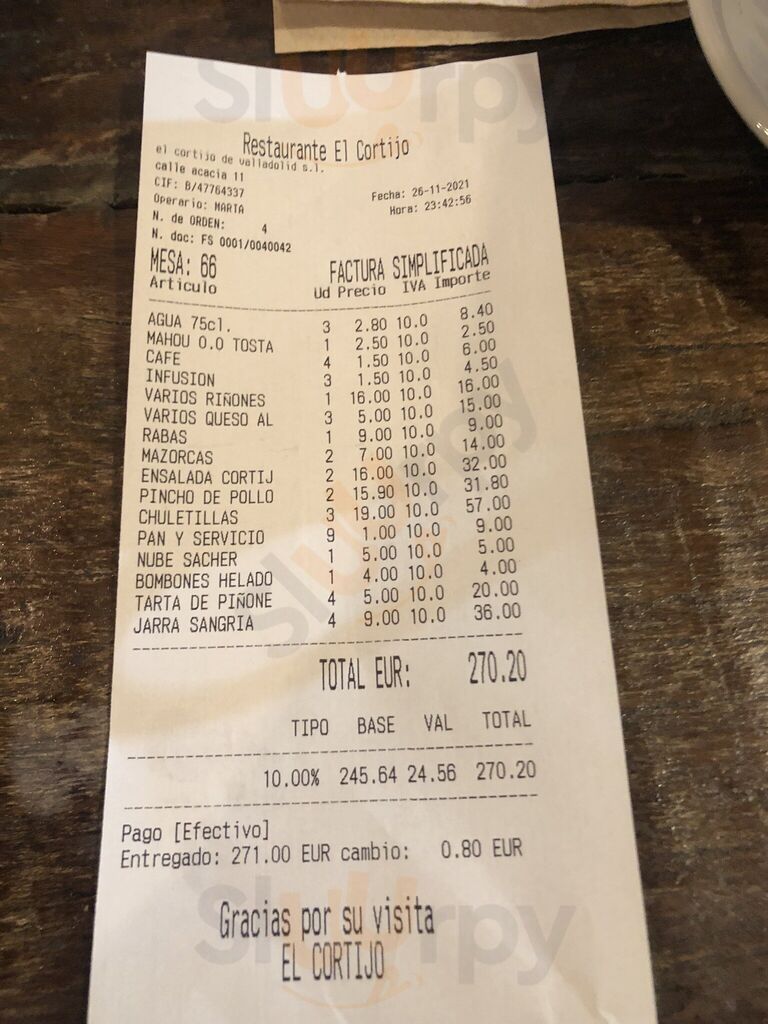 Sluurpy
Restaurante El Cortijo
el cortijo de valladolid s.l.
calle acacia 11
CIF: B/47764337
Fecha: 26-11-2021
Operario: MARTA
Hora: 23:42:56
N. de ORDEN: 4
N. doc: FS 0001/0040042
MESA: 66 FACTURA SIMPLIFICADA
Articulo Ud Precio IVA Importe
AGUA 75cl. 3 2.80 10.0 8.40
MAHOU 0.0 TOSTA 1 2.50 10.0 2.50
CAFE 4 1.50 10.0 6.00
INFUSION 3 1.50 10.0 4.50
VARIOS RIÑONES 1 16.00 10.0 16.00
VARIOS QUESO AL 3 5.00 10.0 15.00
RABAS 1 9.00 10.0 9.00
MAZORCAS 2 7.00 10.0 14.00
ENSALADA CORTIJ 2 16.00 10.0 32.00
PINCHO DE POLLO 2 15.90 10.0 31.80
CHULETILLAS 3 19.00 10.0 57.00
PAN Y SERVICIO 9 1.00 10.0 9.00
NUBE SACHER 1 5.00 10.0 5.00
BOMBONES HELADO 1 4.00 10.0 4.00
TARTA DE PIÑONE 4 5.00 10.0 20.00
JARRA SANGRIA 4 9.00 10.0 36.00
Sluurpy
TOTAL EUR: 270.20
TIPO BASE VAL TOTAL
10.00% 245.64 24.56 270.20
Pago [Efectivo]
Entregado: 271.00 EUR cambio: 0.80 EUR
Gracias por su visita
Sluurpy
EL CORTIJO